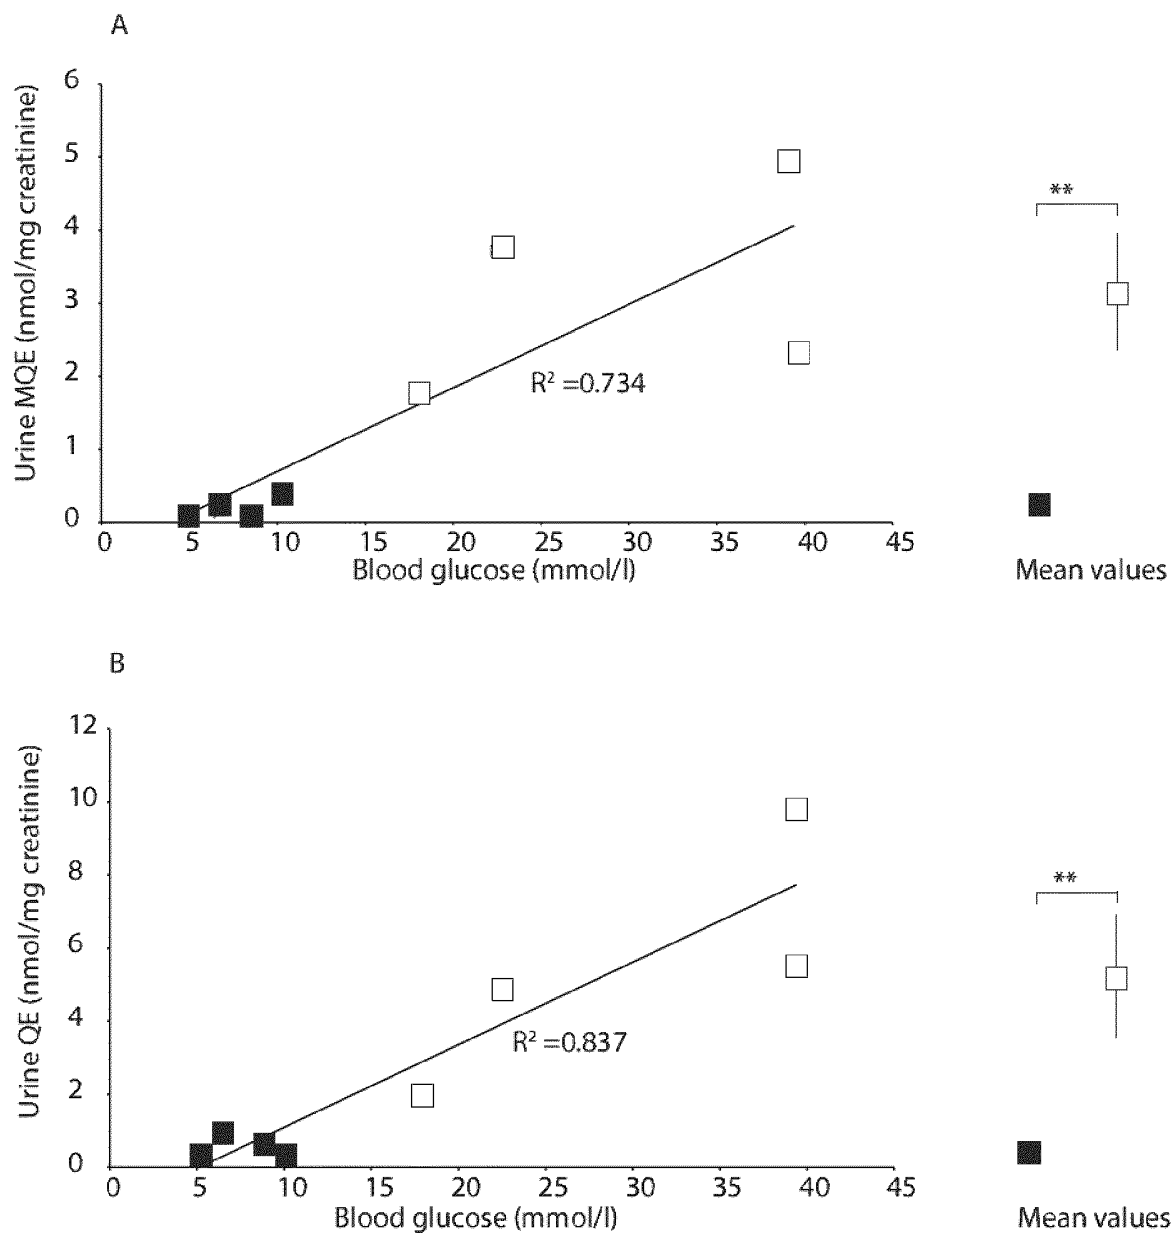 A
Urine MQE (nmol/mg creatinine)
6
5
4
3
2
1
0
R² =0.734
**
0 5 10 15 20 25 30 35 40 45
Blood glucose (mmol/l)
Mean values
B
Urine QE (nmol/mg creatinine)
12
10
8
6
4
2
0
R² =0.837
**
0 5 10 15 20 25 30 35 40 45
Blood glucose (mmol/l)
Mean values